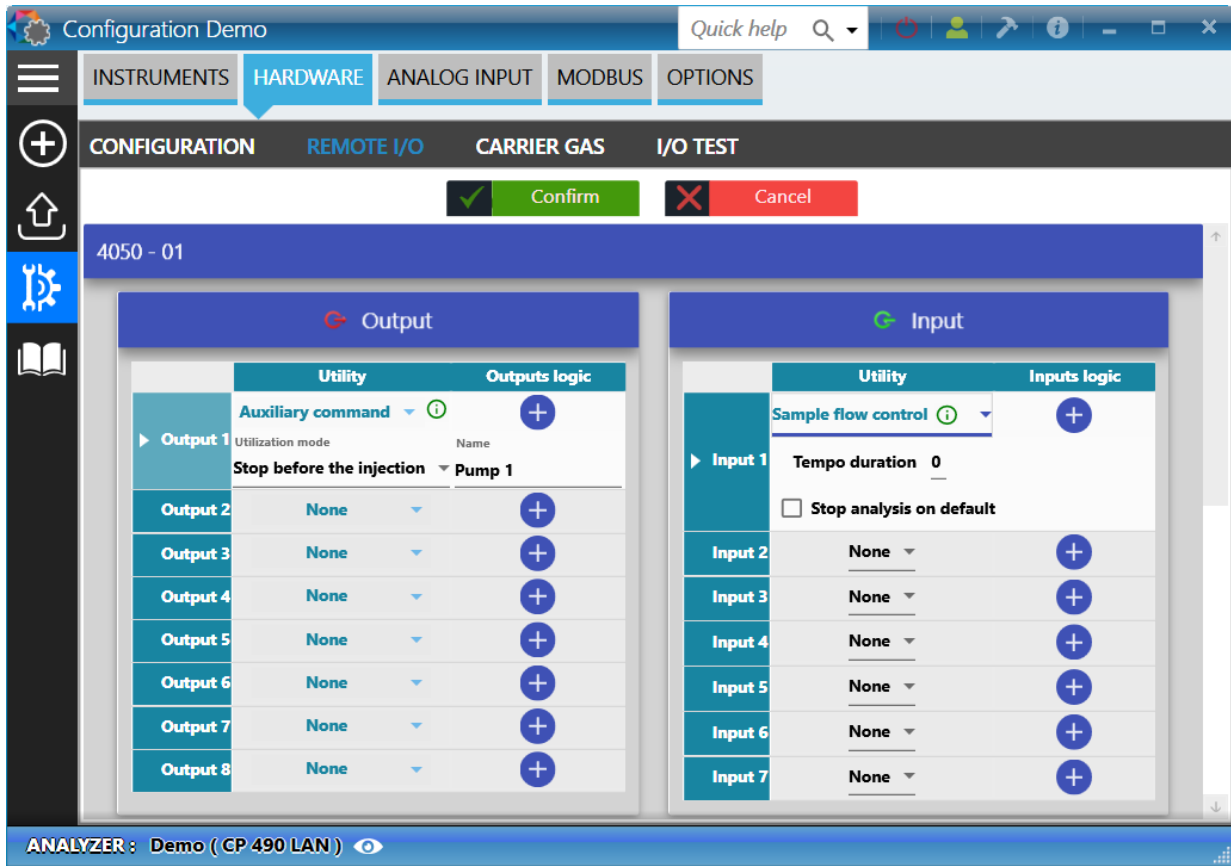 Configuration Demo
Quick help
INSTRUMENTS HARDWARE ANALOG INPUT MODBUS OPTIONS
CONFIGURATION REMOTE I/O CARRIER GAS I/O TEST
Confirm Cancel
4050 - 01
Output
Utility Outputs logic
Output 1 Auxiliary command
Utilization mode Name
Stop before the injection Pump 1
Output 2 None
Output 3 None
Output 4 None
Output 5 None
Output 6 None
Output 7 None
Output 8 None
Input
Utility Inputs logic
Sample flow control
Input 1 Tempo duration 0
Stop analysis on default
Input 2 None
Input 3 None
Input 4 None
Input 5 None
Input 6 None
Input 7 None
ANALYZER : Demo ( CP 490 LAN )